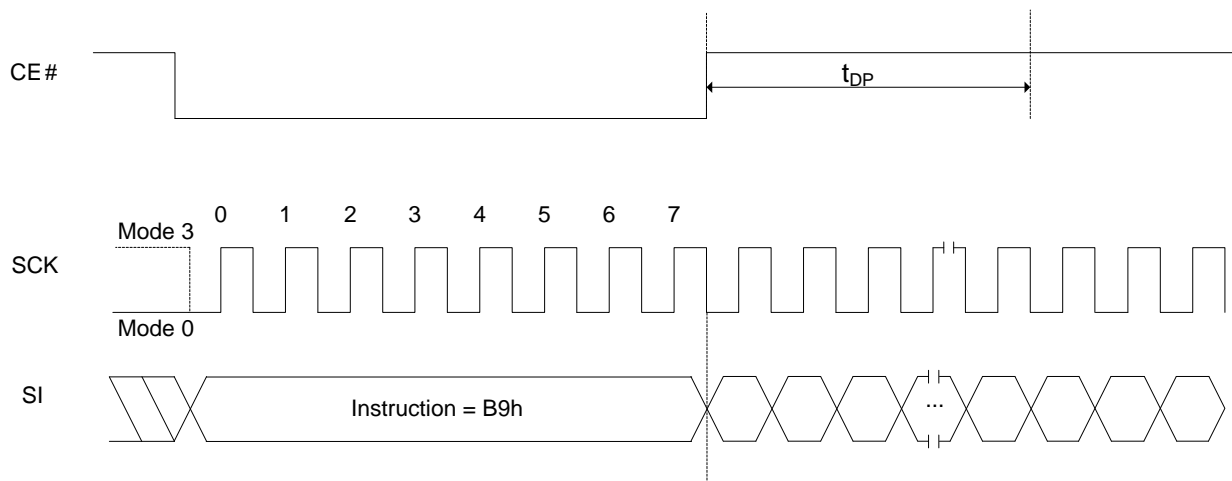 CE#
tDP
0 1 2 3 4 5 6 7
Mode 3
SCK
Mode 0
SI
Instruction = B9h
...